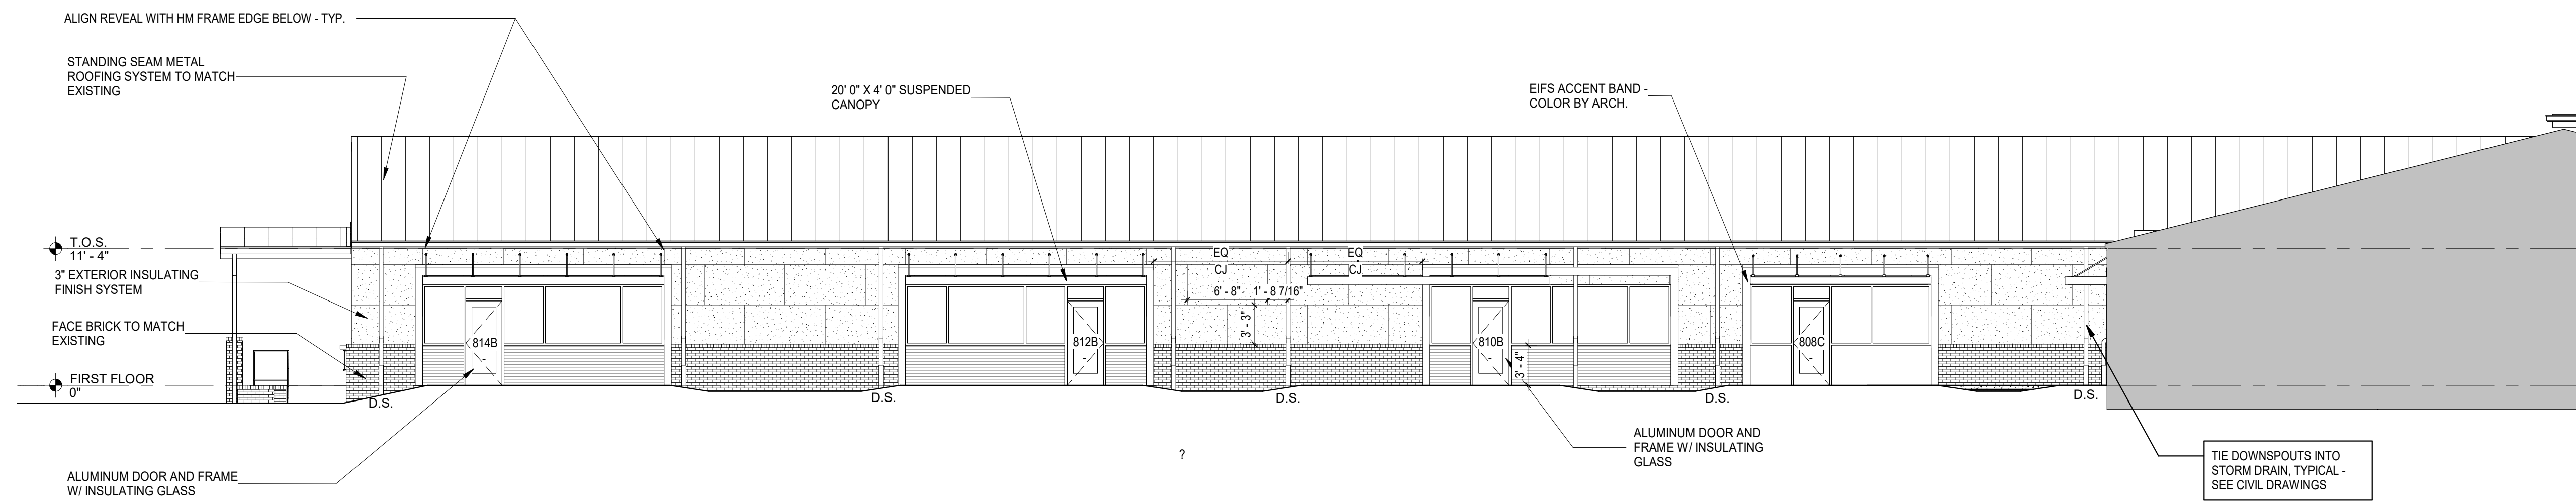 ALIGN REVEAL WITH HM FRAME EDGE BELOW - TYP.
STANDING SEAM METAL
ROOFING SYSTEM TO MATCH
EXISTING
20' 0" X 4' 0" SUSPENDED
CANOPY
EIFS ACCENT BAND -
COLOR BY ARCH.
T.O.S.
11' - 4"
3" EXTERIOR INSULATING
FINISH SYSTEM
FACE BRICK TO MATCH
EXISTING
FIRST FLOOR
0"
EQ
EQ
CJ
CJ
6' - 8"
1' - 8 7/16"
3' - 3"
3' - 4"
814B
-
812B
-
810B
-
808C
-
D.S.
D.S.
D.S.
D.S.
D.S.
ALUMINUM DOOR AND FRAME
W/ INSULATING GLASS
?
ALUMINUM DOOR AND
FRAME W/ INSULATING
GLASS
TIE DOWNSPOUTS INTO
STORM DRAIN, TYPICAL -
SEE CIVIL DRAWINGS